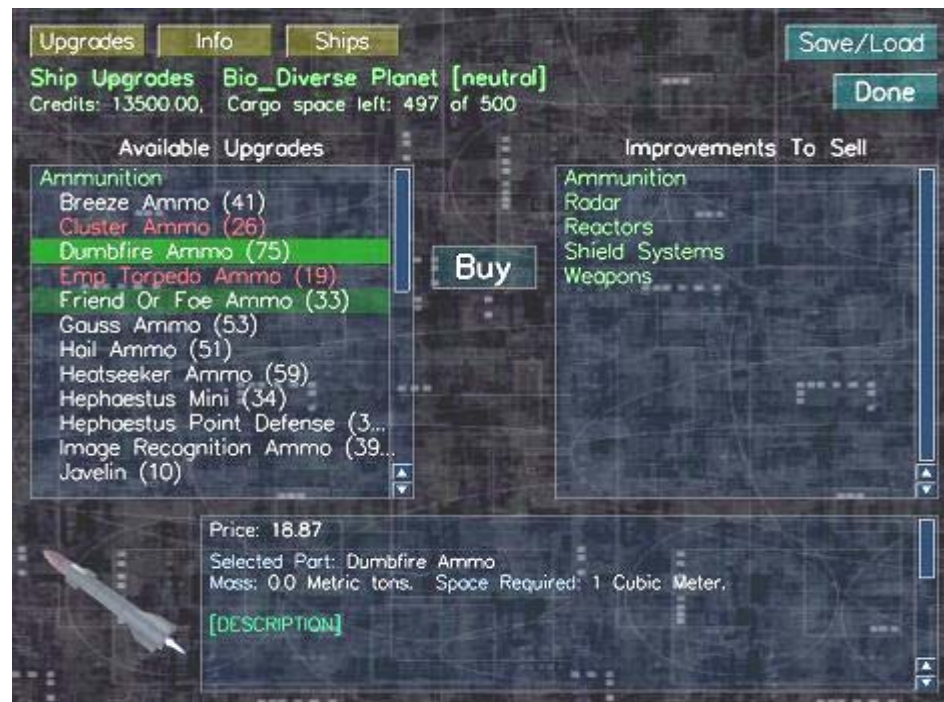 Upgrades Info Ships Save/Load
Ship Upgrades Bio_Diverse Planet [neutral]
Credits: 13500.00, Cargo space left: 497 of 500
Done
Available Upgrades
Ammunition
Breeze Ammo (41)
Cluster Ammo (26)
Dumbfire Ammo (75)
Emp Torpedo Ammo (19)
Friend Or Foe Ammo (33)
Gauss Ammo (53)
Hail Ammo (51)
Heatseeker Ammo (59)
Hephaestus Mini (34)
Hephaestus Point Defense (3...
Image Recognition Ammo (39...
Javelin (10)
Buy
Improvements To Sell
Ammunition
Radar
Reactors
Shield Systems
Weapons
Price: 18.87
Selected Part: Dumbfire Ammo
Mass: 0.0 Metric tons. Space Required: 1 Cubic Meter.
[DESCRIPTION]